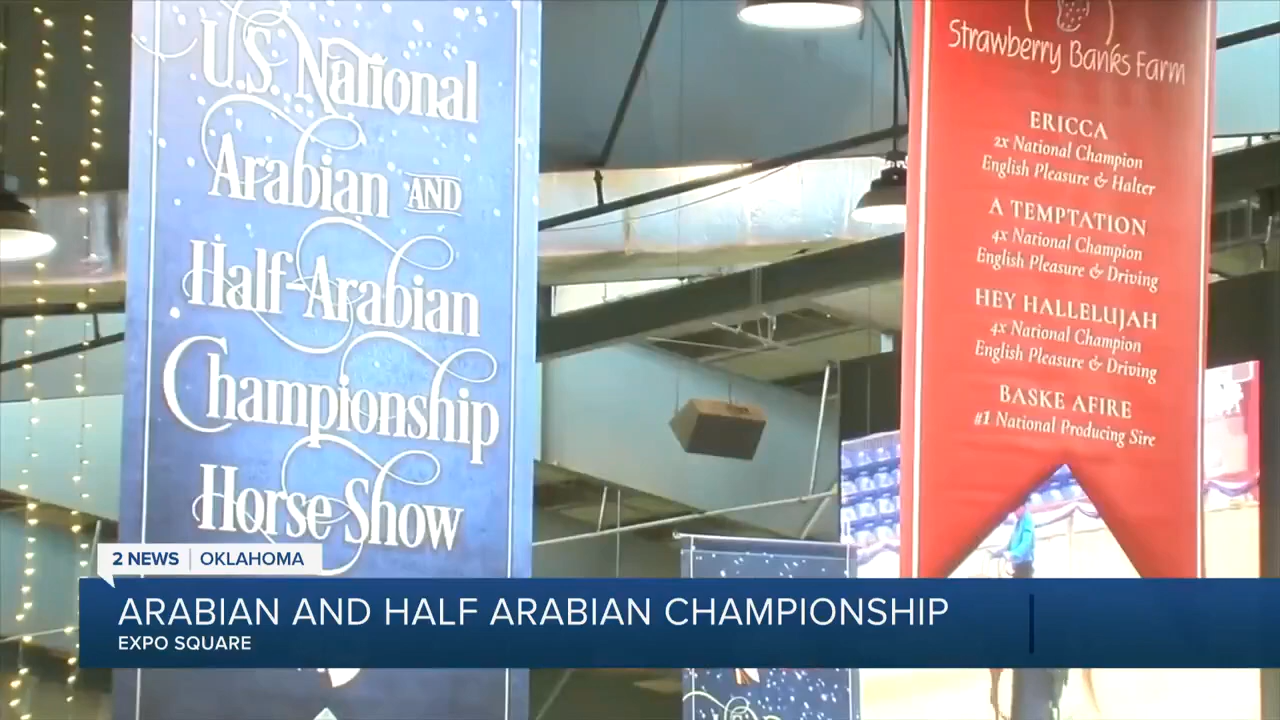 U.S. National
Arabian AND
Half-Arabian
Championship
Horse Show
Strawberry Banks Farm
ERICCA
2x National Champion
English Pleasure & Halter
A TEMPTATION
4x National Champion
English Pleasure & Driving
HEY HALLELUJAH
4x National Champion
English Pleasure & Driving
BASKE AFIRE
#1 National Producing Sire
2 NEWS | OKLAHOMA
ARABIAN AND HALF ARABIAN CHAMPIONSHIP
EXPO SQUARE